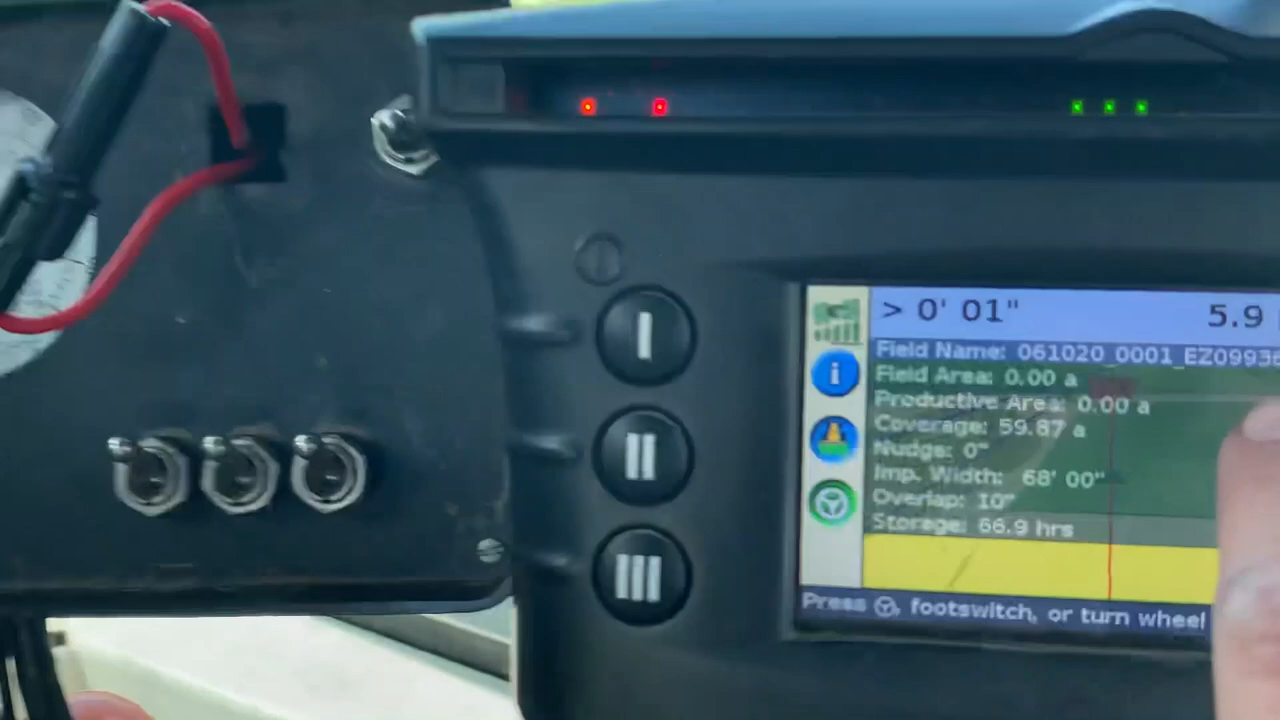 > 0' 01" 5.9
Field Name: 061020_0001_EZ09936
Field Area: 0.00 a
Productive Area: 0.00 a
Coverage: 59.87 a
Nudge: 0"
Imp. Width: 68' 00"
Overlap: 10"
Storage: 66.9 hrs
Press , footswitch, or turn wheel
I
II
III
i